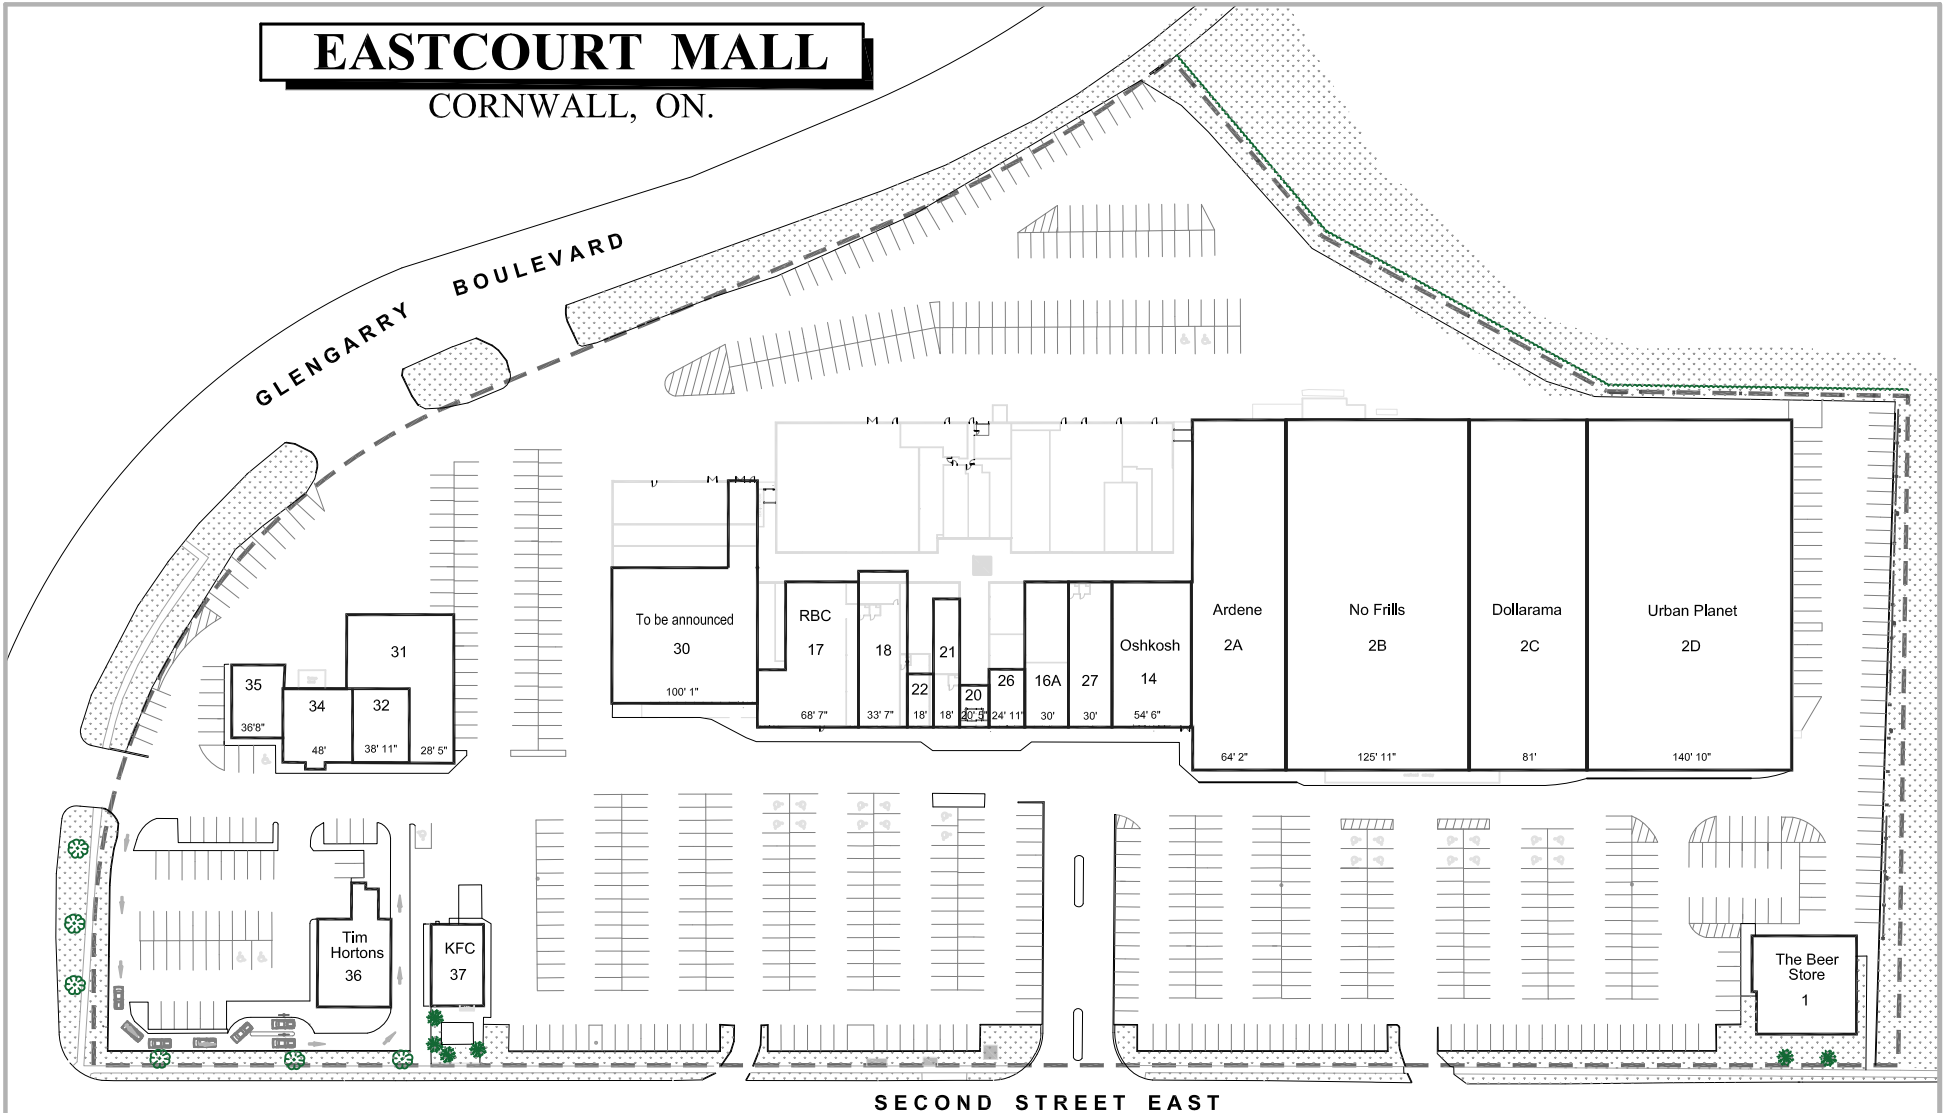 EASTCOURT MALL
CORNWALL, ON.
GLENGARRY BOULEVARD
To be announced
30
100' 1"
RBC
17
68' 7"
18
33' 7"
22
18'
21
18'
20
20' 5"
26
24' 11"
16A
30'
27
30'
Oshkosh
14
54' 6"
Ardene
2A
64' 2"
No Frills
2B
125' 11"
Dollarama
2C
81'
Urban Planet
2D
140' 10"
35
36'8"
34
48'
32
38' 11"
31
28' 5"
Tim
Hortons
36
KFC
37
The Beer
Store
1
SECOND STREET EAST